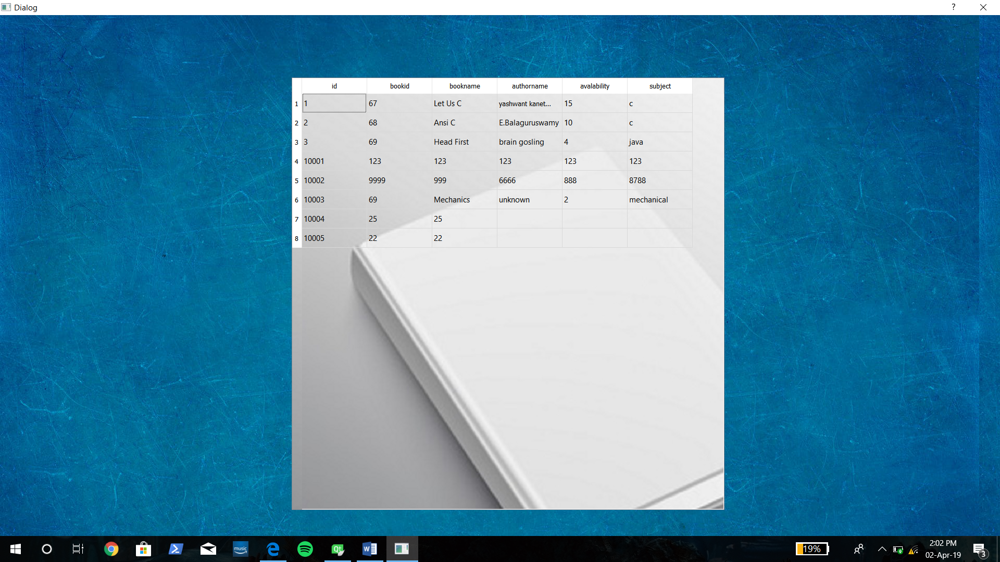 Dialog ?
id bookid bookname authorname avalability subject
1 1 67 Let Us C yashwant kanet... 15 c
2 2 68 Ansi C E.Balaguruswamy 10 c
3 3 69 Head First brain gosling 4 java
4 10001 123 123 123 123 123
5 10002 9999 999 6666 888 8788
6 10003 69 Mechanics unknown 2 mechanical
7 10004 25 25
8 10005 22 22
music Qt W 19% 2:02 PM
02-Apr-19 3